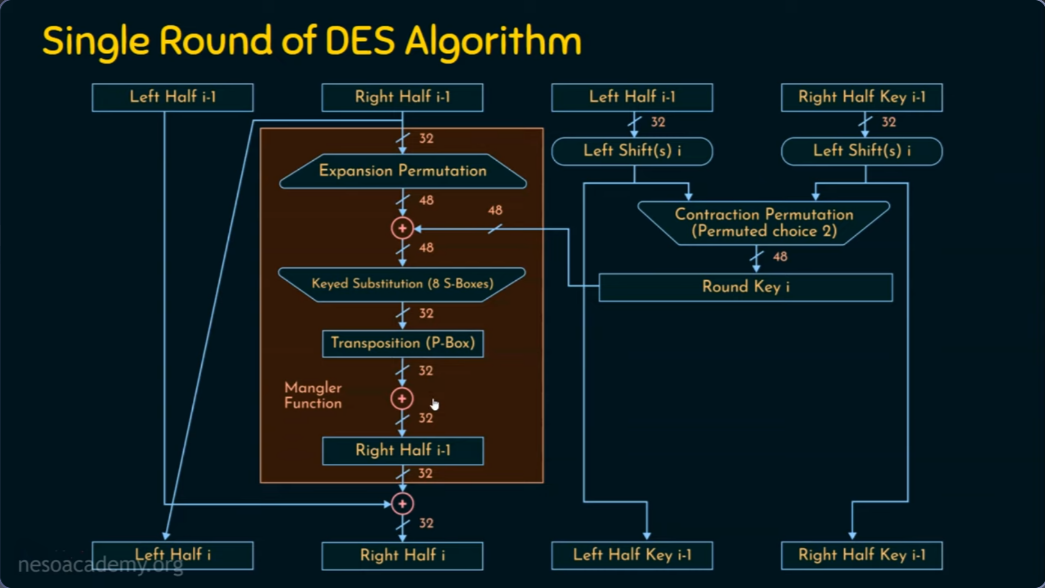 Single Round of DES Algorithm
Left Half i-1
Right Half i-1
Left Half i-1
Right Half Key i-1
32
32
32
Left Shift(s) i
Left Shift(s) i
Expansion Permutation
48
48
Contraction Permutation
(Permuted choice 2)
+
48
48
Keyed Substitution (8 S-Boxes)
Round Key i
32
Transposition (P-Box)
32
Mangler
Function
+
32
Right Half i-1
32
+
32
Left Half i
Right Half i
Left Half Key i-1
Right Half Key i-1
nesoacademy.org